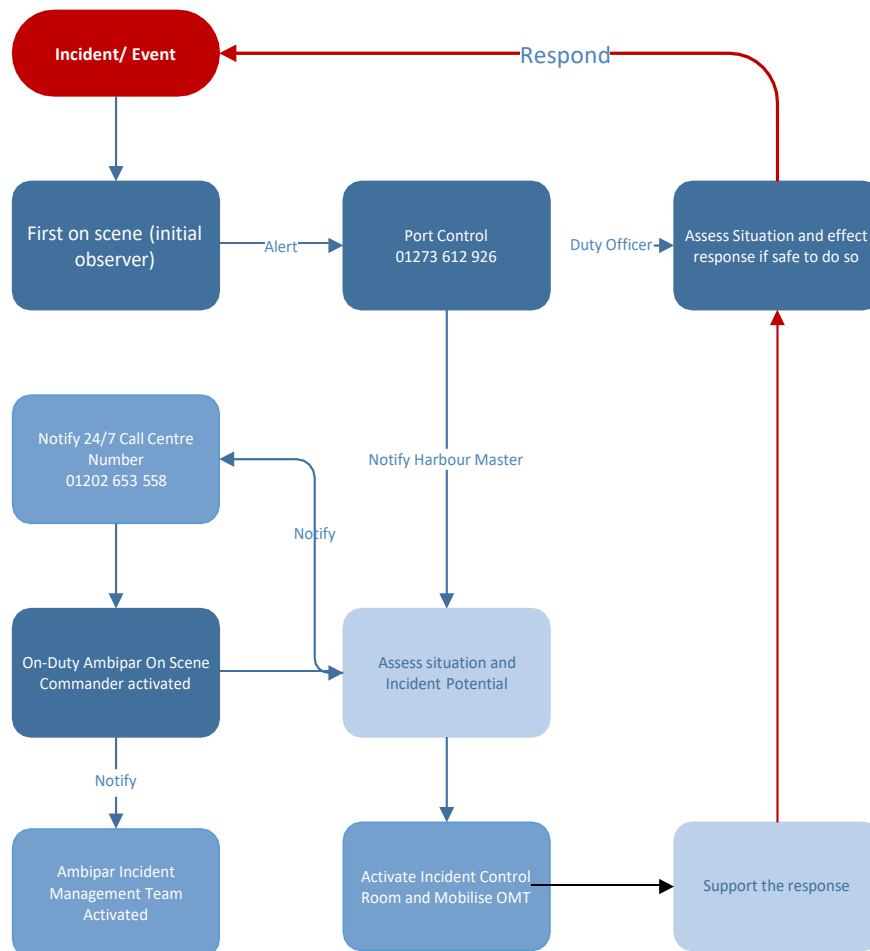 Incident/ Event
Respond
First on scene (initial
observer)
Alert
Port Control
01273 612 926
Duty Officer
Assess Situation and effect
response if safe to do so
Notify 24/7 Call Centre
Number
01202 653 558
Notify Harbour Master
Notify
On-Duty Ambipar On Scene
Commander activated
Assess situation and
Incident Potential
Notify
Ambipar Incident
Management Team
Activated
Activate Incident Control
Room and Mobilise OMT
Support the response